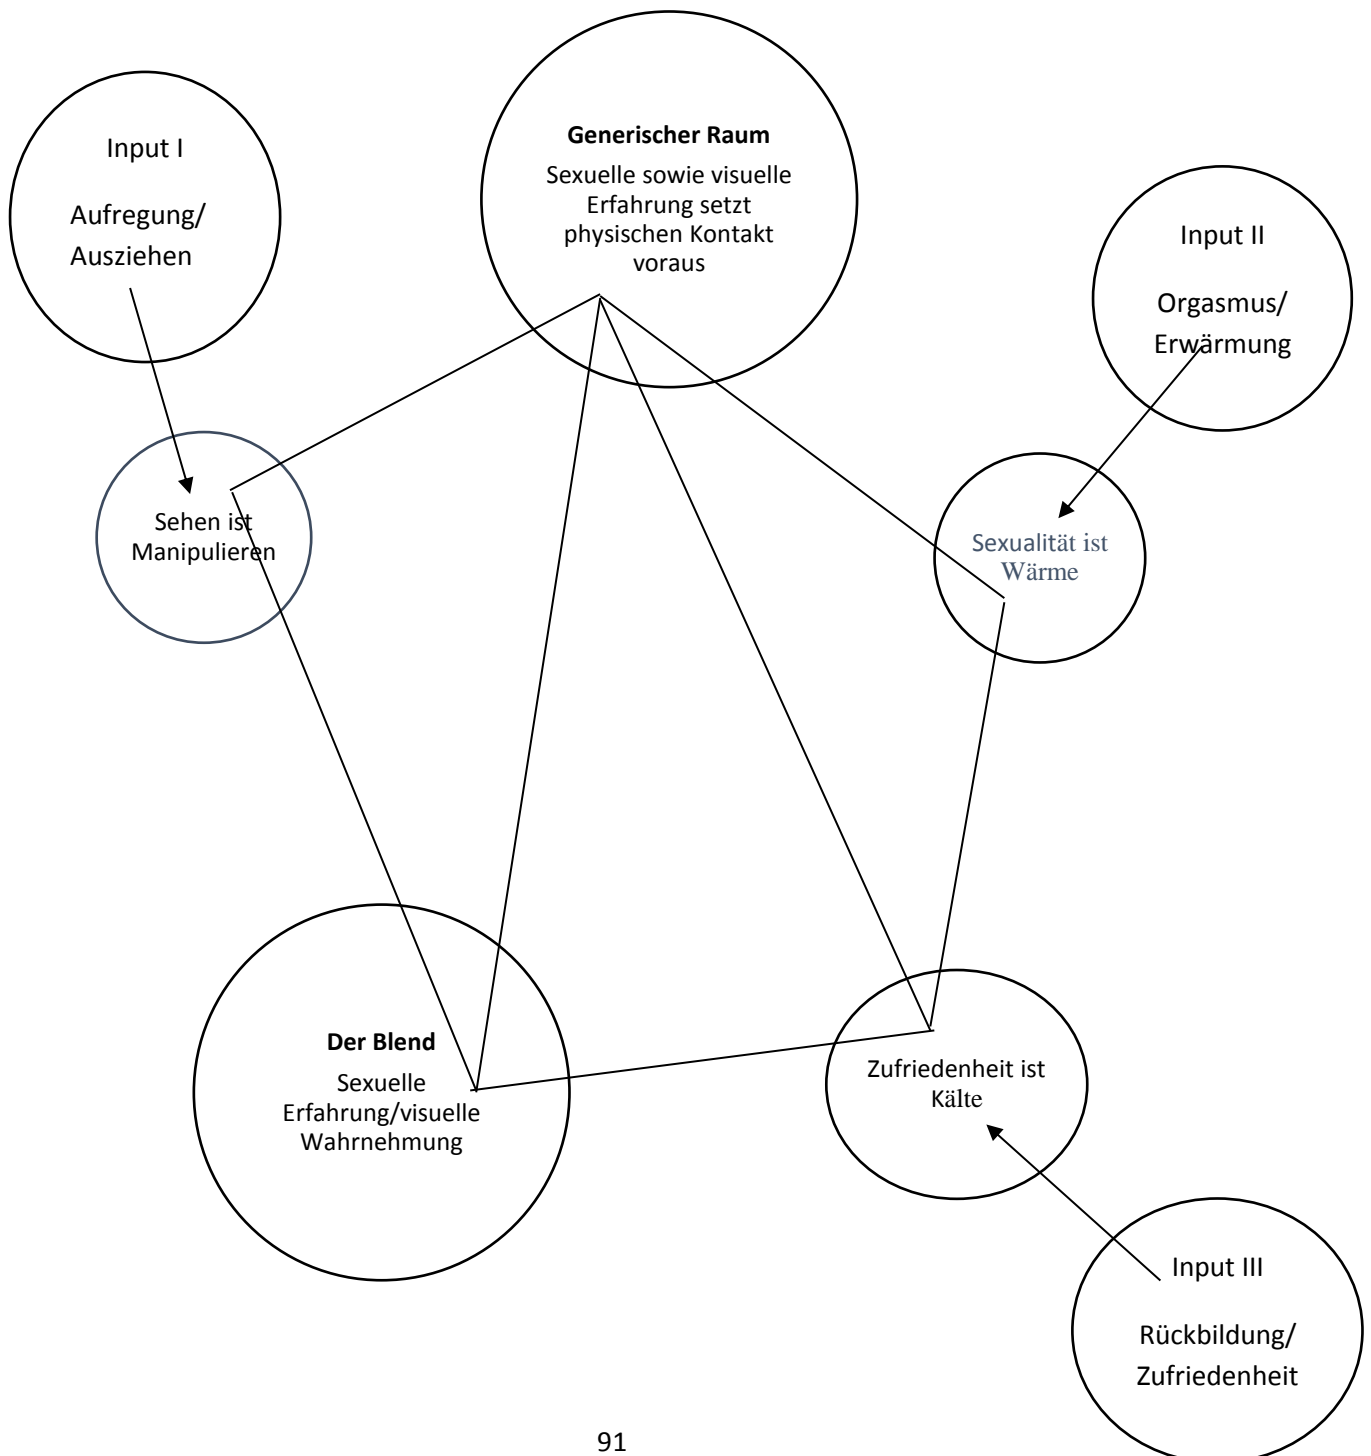 Input I
Aufregung/
Ausziehen
Generischer Raum
Sexuelle sowie visuelle
Erfahrung setzt
physischen Kontakt
voraus
Input II
Orgasmus/
Erwärmung
Sehen ist
Manipulieren
Sexualität ist
Wärme
Der Blend
Sexuelle
Erfahrung/visuelle
Wahrnehmung
Zufriedenheit ist
Kälte
Input III
Rückbildung/
Zufriedenheit
91